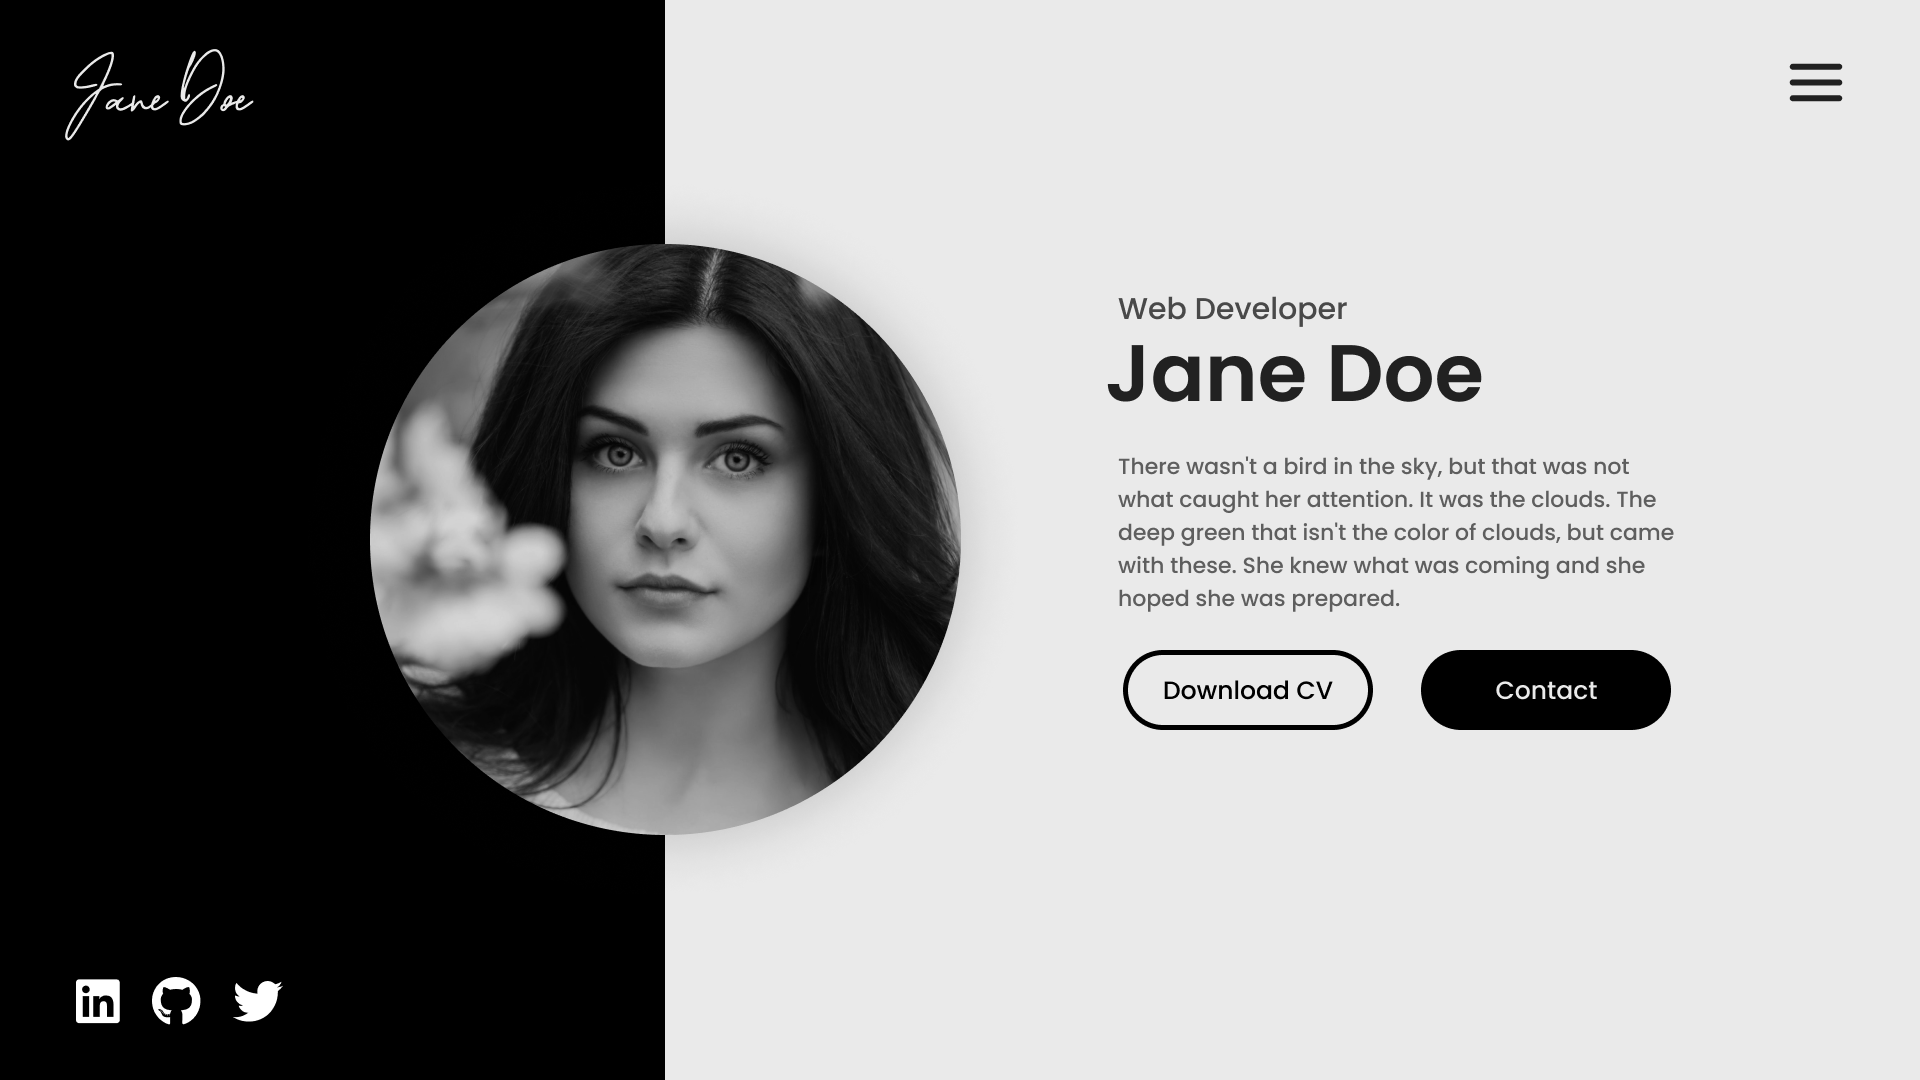 Jane Doe
Web Developer
Jane Doe
There wasn't a bird in the sky, but that was not
what caught her attention. It was the clouds. The
deep green that isn't the color of clouds, but came
with these. She knew what was coming and she
hoped she was prepared.
Download CV
Contact
in